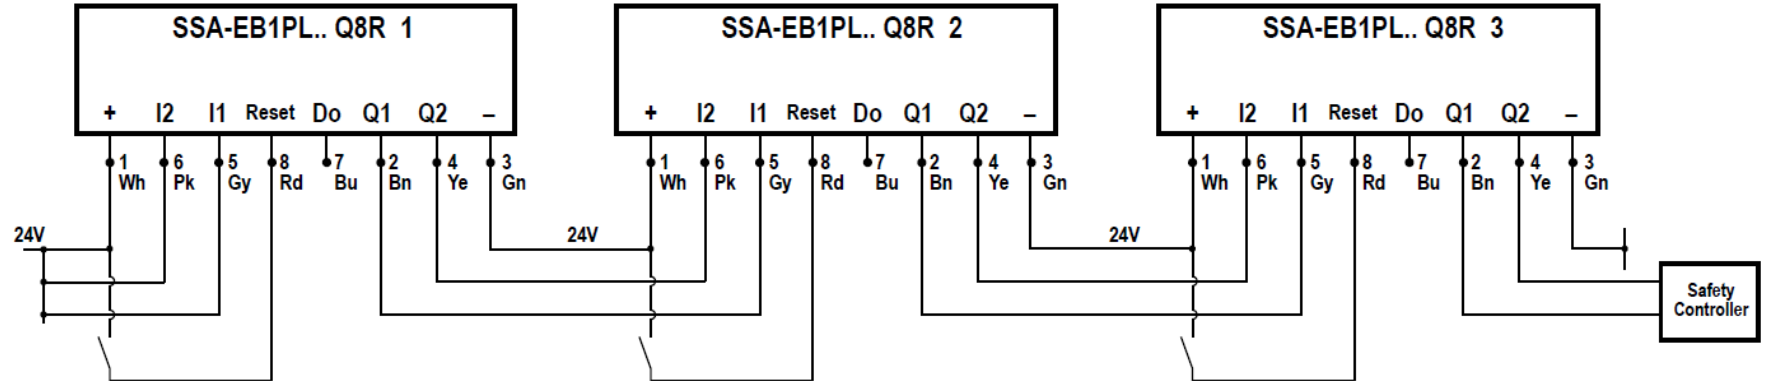 SSA-EB1PL.. Q8R 1 SSA-EB1PL.. Q8R 2 SSA-EB1PL.. Q8R 3
+ I2 I1 Reset Do Q1 Q2 – + I2 I1 Reset Do Q1 Q2 – + I2 I1 Reset Do Q1 Q2 –
1 6 5 8 7 2 4 3 1 6 5 8 7 2 4 3 1 6 5 8 7 2 4 3
Wh Pk Gy Rd Bu Bn Ye Gn Wh Pk Gy Rd Bu Bn Ye Gn Wh Pk Gy Rd Bu Bn Ye Gn
24V 24V 24V
Safety
Controller